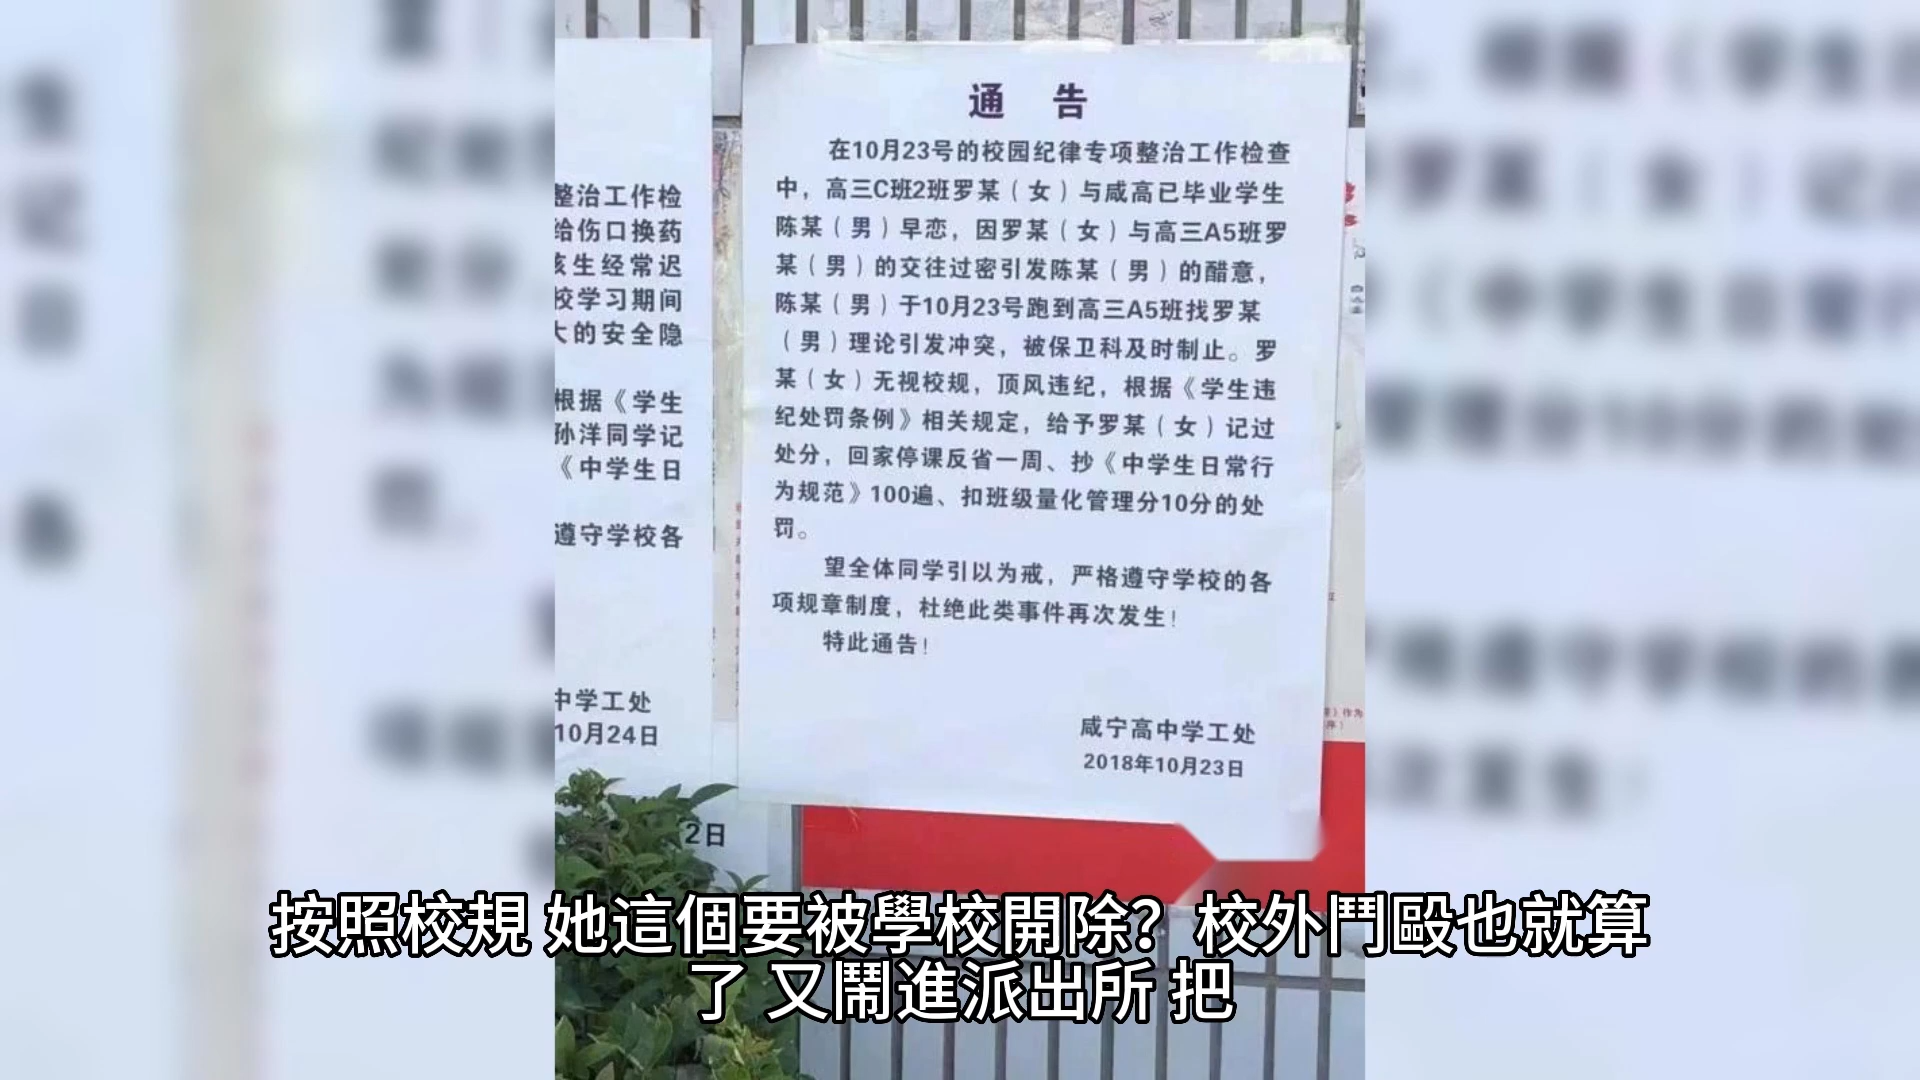 通 告
在10月23号的校园纪律专项整治工作检查
中，高三C班2班罗某（女）与咸高已毕业学生
陈某（男）早恋，因罗某（女）与高三A5班罗
某（男）的交往过密引发陈某（男）的醋意，
陈某（男）于10月23号跑到高三A5班找罗某
（男）理论引发冲突，被保卫科及时制止。罗
某（女）无视校规，顶风违纪，根据《学生违
纪处罚条例》相关规定，给予罗某（女）记过
处分，回家停课反省一周、抄《中学生日常行
为规范》100遍、扣班级量化管理分10分的处
罚。
望全体同学引以为戒，严格遵守学校的各
项规章制度，杜绝此类事件再次发生！
特此通告！
咸宁高中学工处
2018年10月23日
整治工作检
给伤口换药
该生经常迟
校学习期间
大的安全隐
根据《学生
孙洋同学记
《中学生日
遵守学校各
中学工处
10月24日
2日
按照校規 她這個要被學校開除？校外鬥毆也就算
了 又鬧進派出所 把